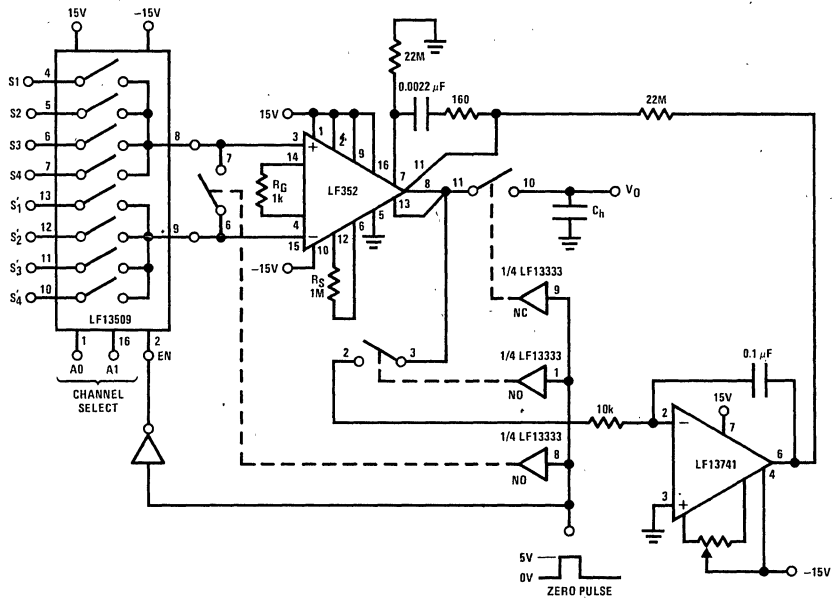 15V
-15V
22M
0.0022 µF
160
22M
S1 4
S2 5
S3 6
S4 7
S'1 13
S'2 12
S'3 11
S'4 10
8
9
LF13509
1
16
2
A0
A1
EN
CHANNEL
SELECT
7
6
15V
3
1
2
9
16
14
RG
1k
4
15
LF352
7
11
8
13
10
12
6
5
-15V
RS
1M
11
10
VO
Ch
1/4 LF13333
9
NC
2
3
1/4 LF13333
1
NO
1/4 LF13333
8
NO
10k
0.1 µF
15V
2
7
LF13741
6
4
3
+
-15V
5V
0V
ZERO PULSE